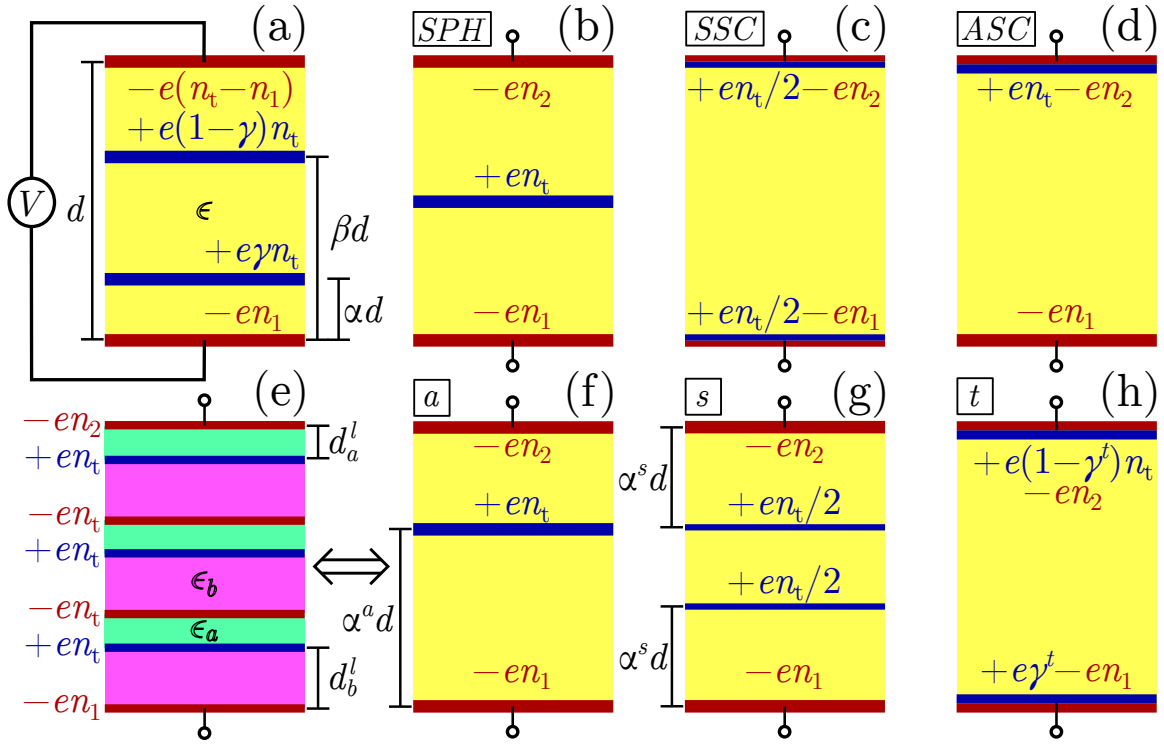 (a)
−e(n_t−n_1)
+e(1−γ)n_t
V
d
ϵ
βd
+eγn_t
αd
−en_1
SPH
(b)
−en_2
+en_t
−en_1
SSC
(c)
+en_t/2−en_2
+en_t/2−en_1
ASC
(d)
+en_t−en_2
−en_1
(e)
−en_2
d_a^l
+en_t
−en_t
+en_t
ϵ_b
−en_t
ϵ_a
+en_t
d_b^l
−en_1
a
(f)
−en_2
+en_t
α^a d
−en_1
s
(g)
−en_2
α^s d
+en_t/2
+en_t/2
α^s d
−en_1
t
(h)
+e(1−γ^t)n_t
−en_2
+eγ^t−en_1